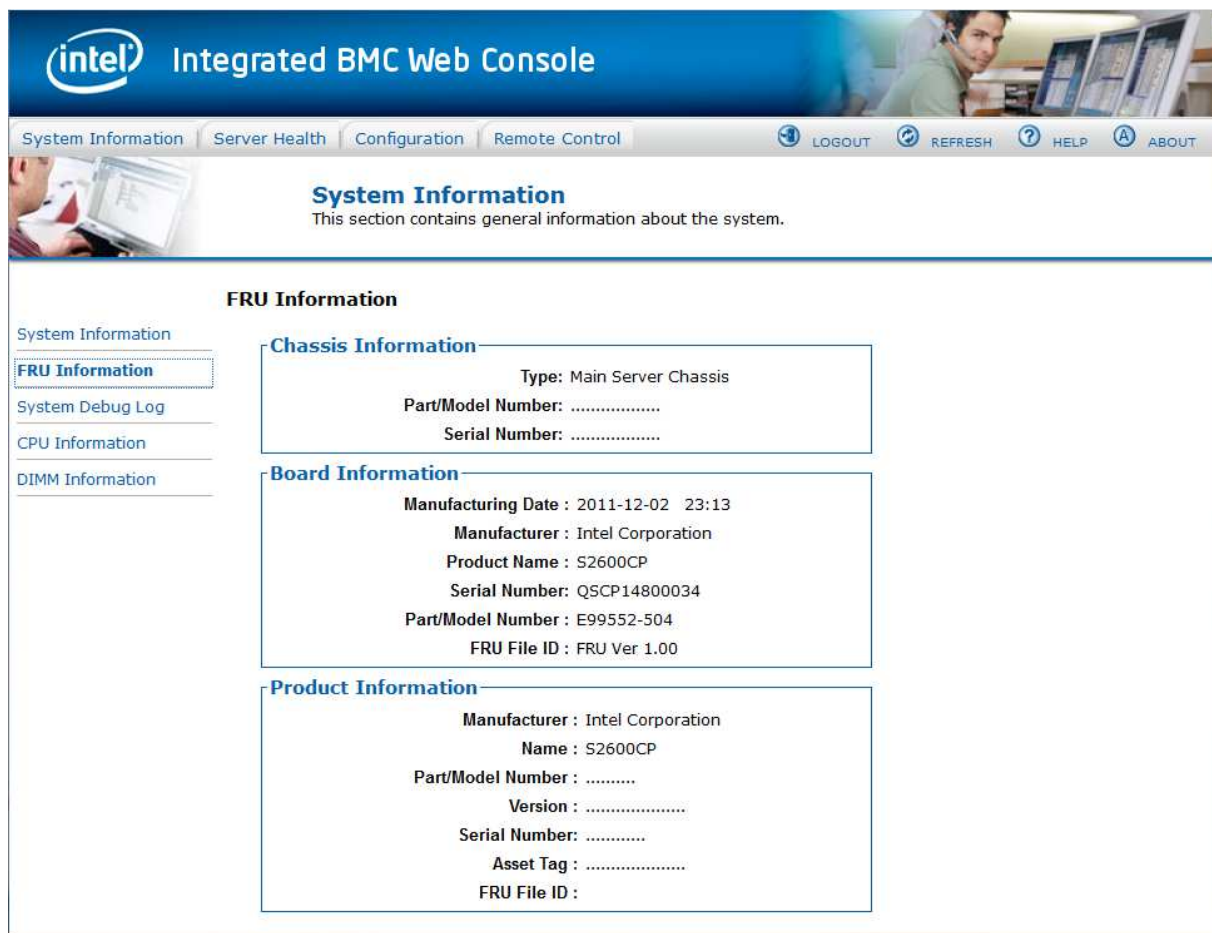 intel® Integrated BMC Web Console
System Information Server Health Configuration Remote Control LOGOUT REFRESH ? HELP A ABOUT
System Information
This section contains general information about the system.
FRU Information
System Information
FRU Information
System Debug Log
CPU Information
DIMM Information
Chassis Information
Type: Main Server Chassis
Part/Model Number: ..................
Serial Number: ..................
Board Information
Manufacturing Date : 2011-12-02 23:13
Manufacturer : Intel Corporation
Product Name : S2600CP
Serial Number: QSCP14800034
Part/Model Number : E99552-504
FRU File ID : FRU Ver 1.00
Product Information
Manufacturer : Intel Corporation
Name : S2600CP
Part/Model Number : ..........
Version : ....................
Serial Number: ............
Asset Tag : ....................
FRU File ID :